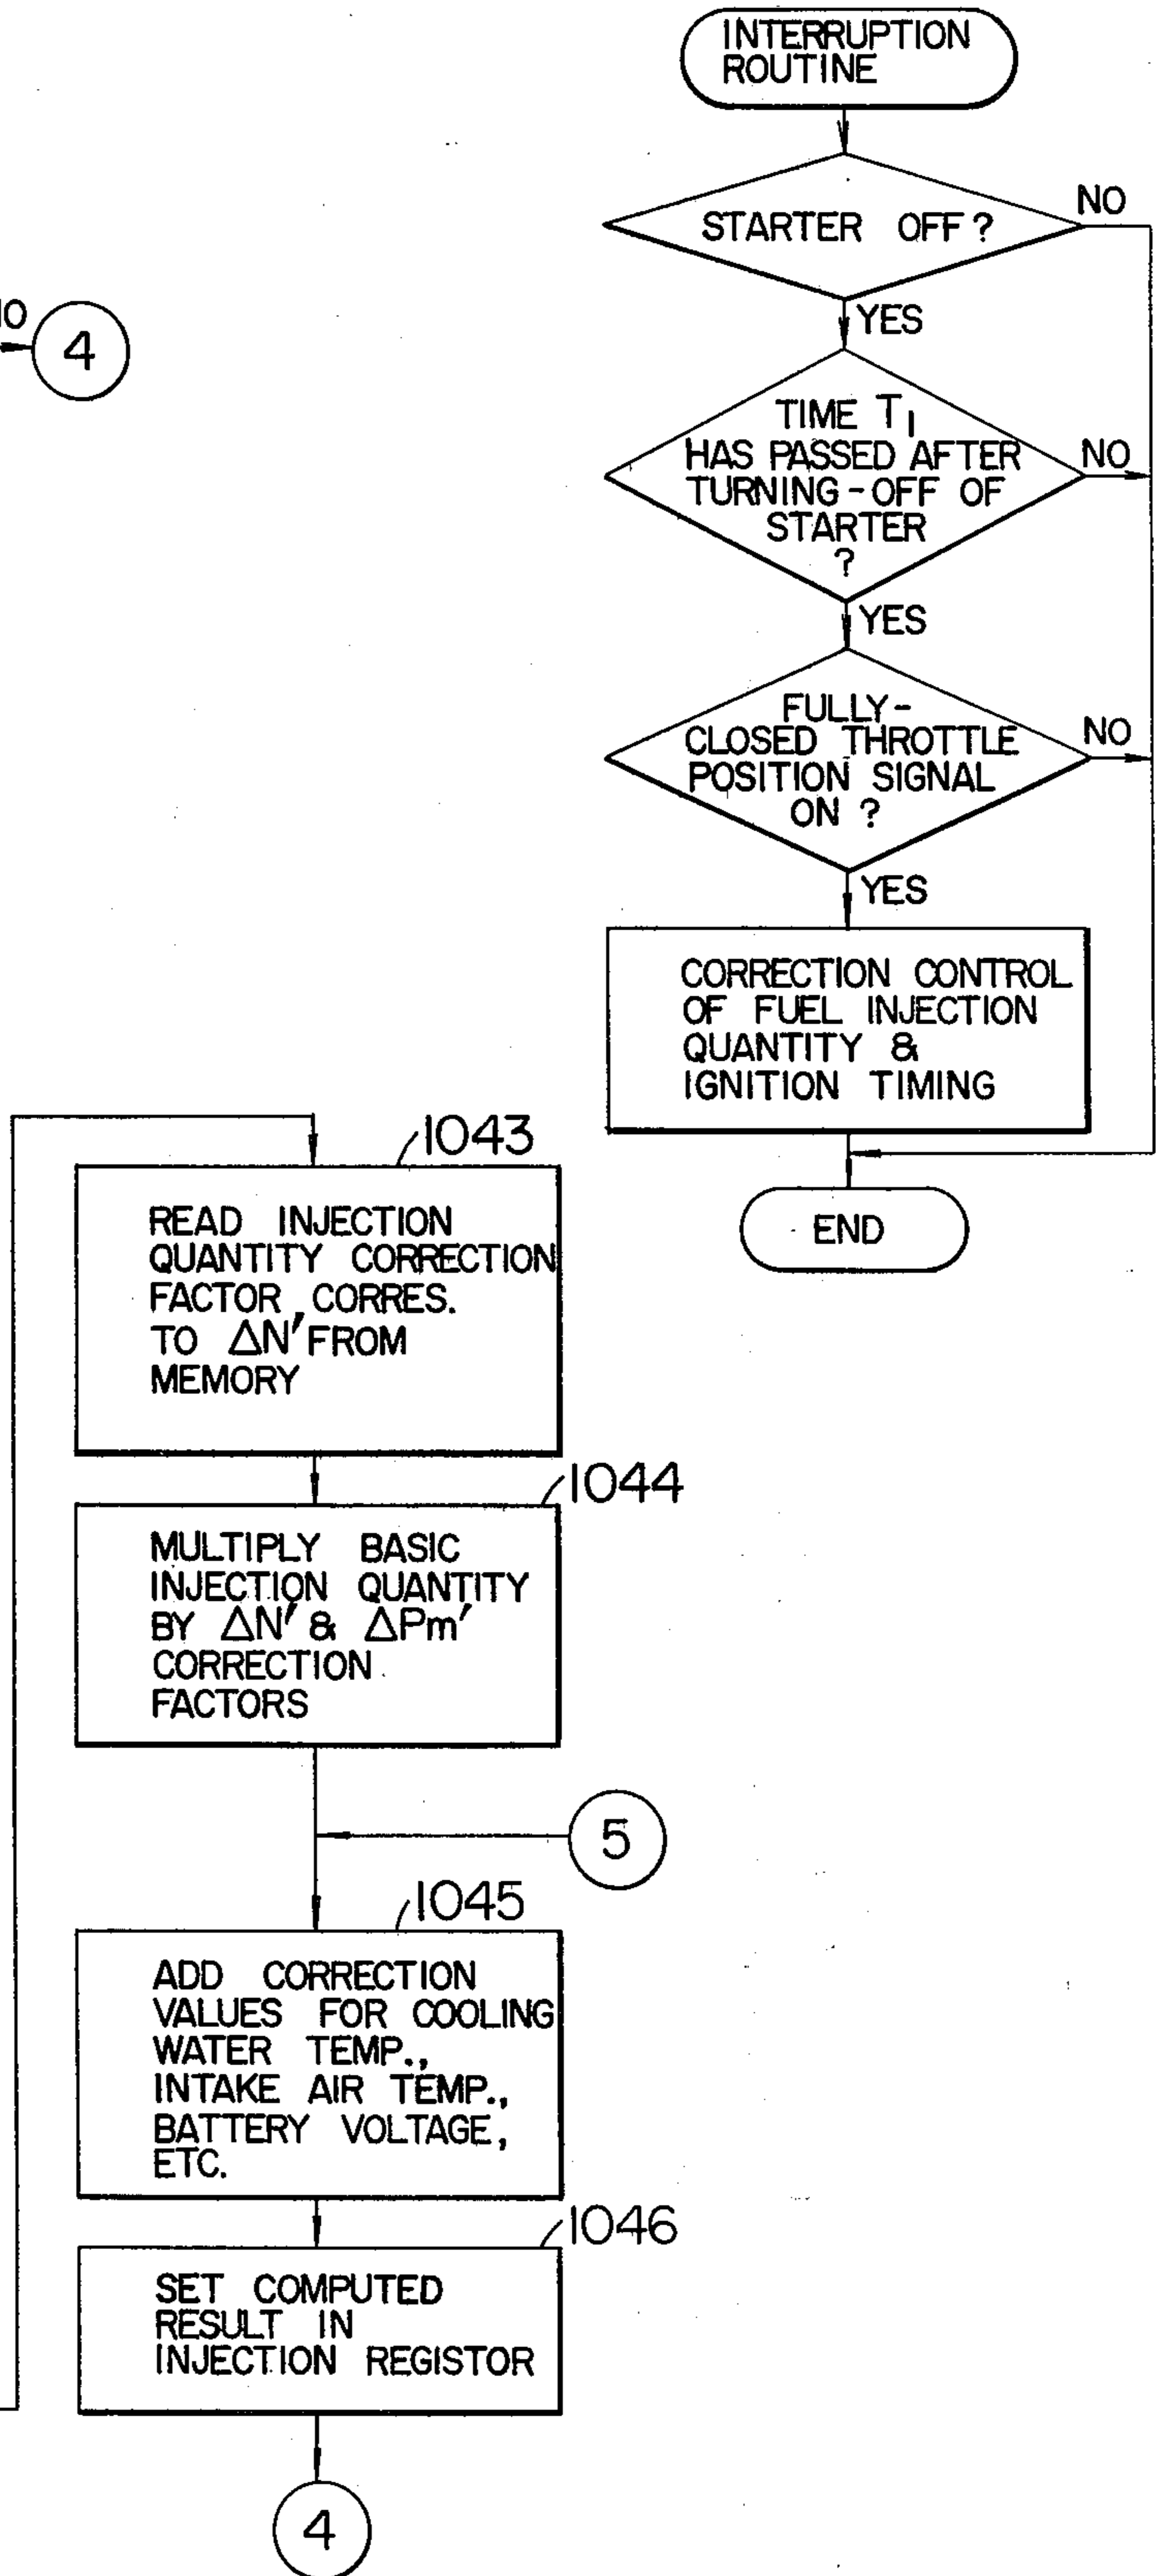 INTERRUPTION
ROUTINE
STARTER OFF?
NO
YES
TIME T1
HAS PASSED AFTER
TURNING-OFF OF
STARTER
?
NO
YES
FULLY-
CLOSED THROTTLE
POSITION SIGNAL
ON ?
NO
YES
CORRECTION CONTROL
OF FUEL INJECTION
QUANTITY &
IGNITION TIMING
END
4
1043
READ INJECTION
QUANTITY CORRECTION
FACTOR CORRES.
TO ΔN' FROM
MEMORY
1044
MULTIPLY BASIC
INJECTION QUANTITY
BY ΔN' & ΔPm'
CORRECTION
FACTORS
5
1045
ADD CORRECTION
VALUES FOR COOLING
WATER TEMP.,
INTAKE AIR TEMP.,
BATTERY VOLTAGE,
ETC.
1046
SET COMPUTED
RESULT IN
INJECTION REGISTOR
4